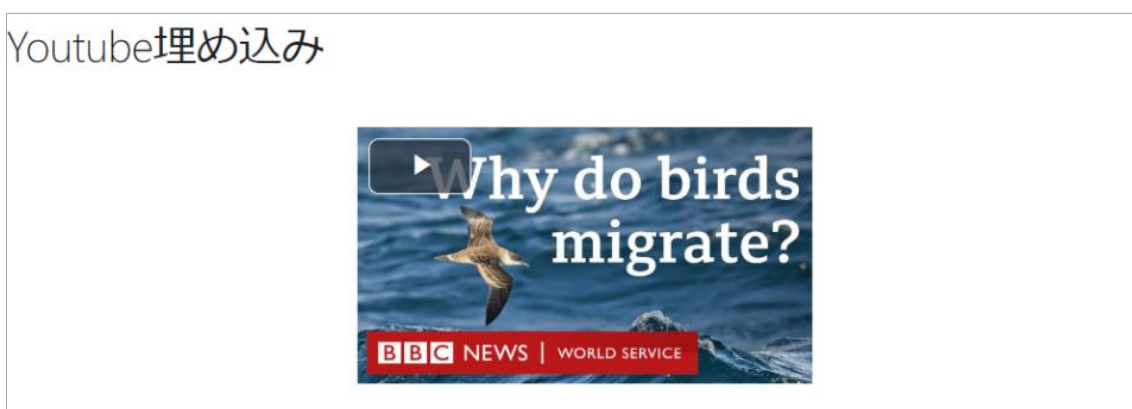 Youtube埋め込み
Why do birds
migrate?
BBC NEWS | WORLD SERVICE